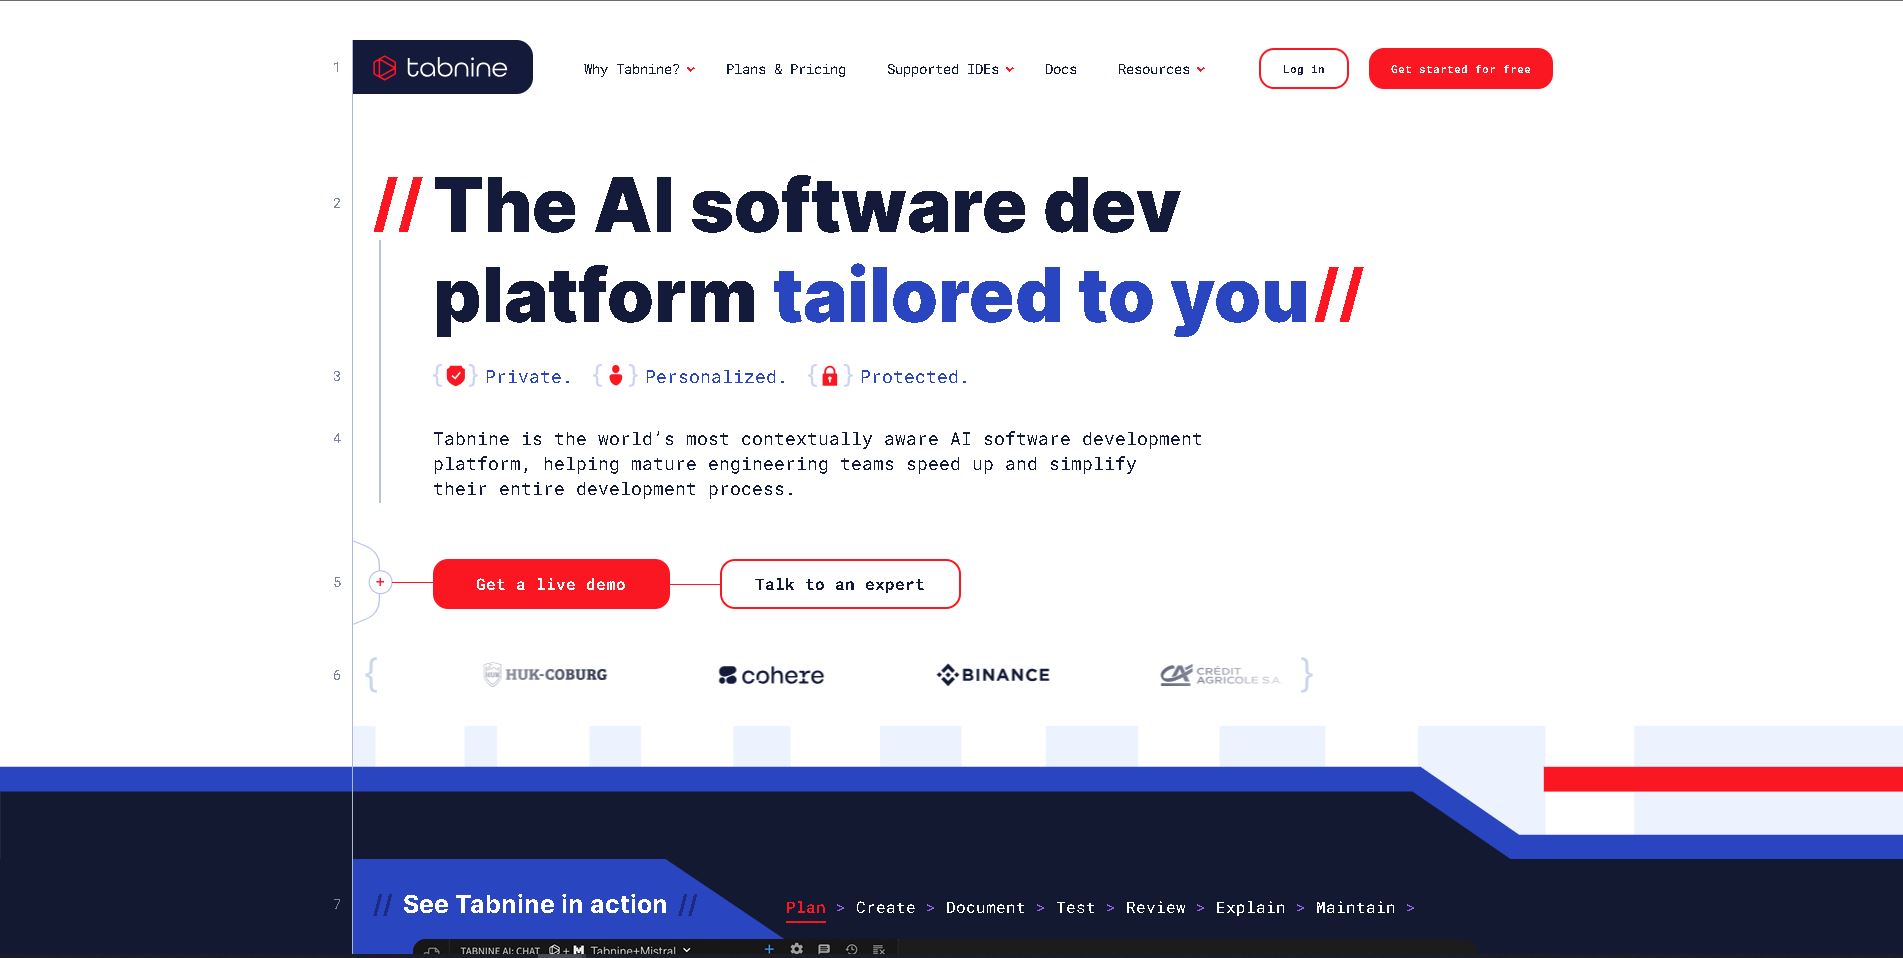 1
tabnine
Why Tabnine? Plans & Pricing Supported IDEs Docs Resources Log in Get started for free
2
// The AI software dev
platform tailored to you//
3
{ } Private. { } Personalized. { } Protected.
4
Tabnine is the world's most contextually aware AI software development
platform, helping mature engineering teams speed up and simplify
their entire development process.
5
+ Get a live demo Talk to an expert
6
{ HUK HUK-COBURG cohere BINANCE CA CRÉDIT AGRICOLE S.A. }
7
// See Tabnine in action //
Plan > Create > Document > Test > Review > Explain > Maintain >
TABNINE AI: CHAT + M Tabnine+Mistral +